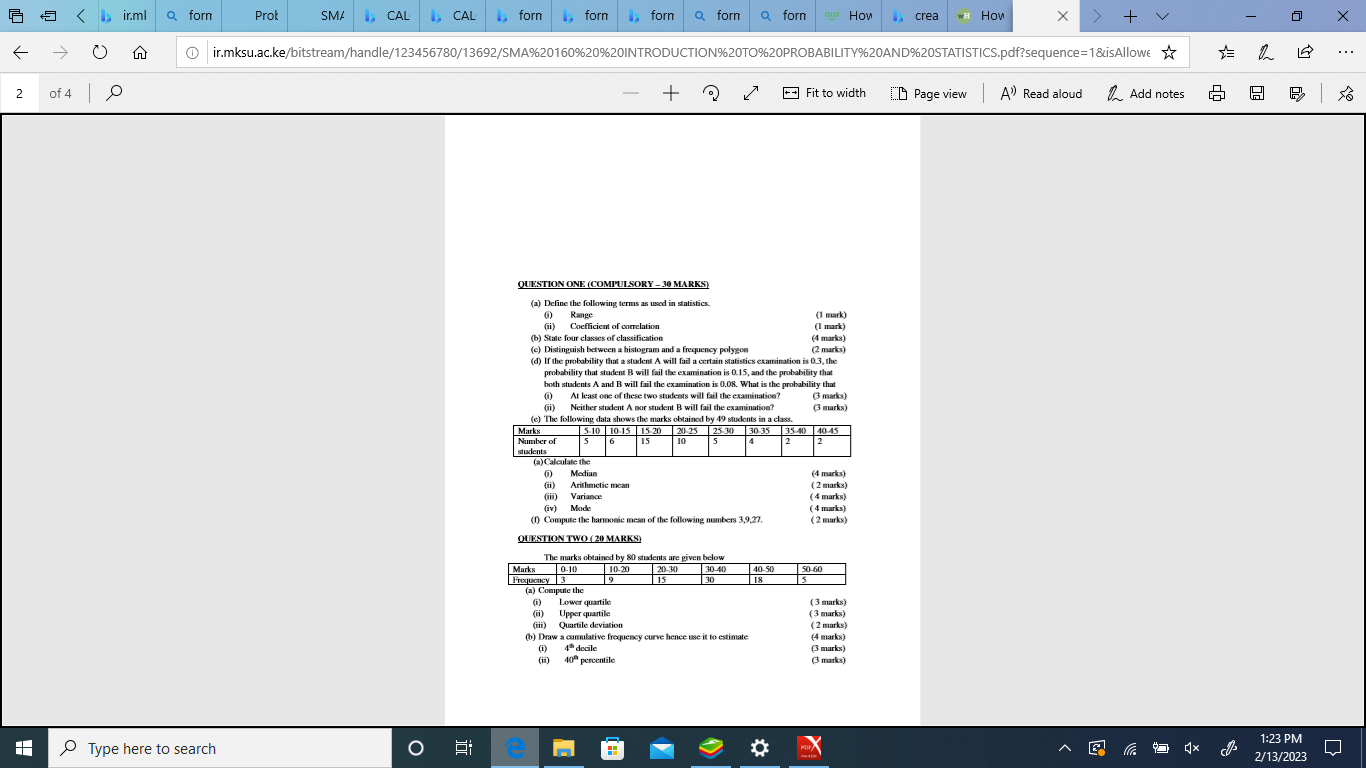 ir.ml
forn
Prol
SMA
CAL
CAL
forn
forn
forn
forn
forn
How
crea
How
ir.mksu.ac.ke/bitstream/handle/123456780/13692/SMA%20160%20%20INTRODUCTION%20TO%20PROBABILITY%20AND%20STATISTICS.pdf?sequence=1&isAllowe
2 of 4
Fit to width
Page view
Read aloud
Add notes
QUESTION ONE (COMPULSORY – 30 MARKS)
(a) Define the following terms as used in statistics.
(i) Range (1 mark)
(ii) Coefficient of correlation (1 mark)
(b) State four classes of classification (4 marks)
(c) Distinguish between a histogram and a frequency polygon (2 marks)
(d) If the probability that a student A will fail a certain statistics examination is 0.3, the
probability that student B will fail the examination is 0.15, and the probability that
both students A and B will fail the examination is 0.08. What is the probability that
(i) At least one of these two students will fail the examination? (3 marks)
(ii) Neither student A nor student B will fail the examination? (3 marks)
(e) The following data shows the marks obtained by 49 students in a class.
Marks 5-10 10-15 15-20 20-25 25-30 30-35 35-40 40-45
Number of 5 6 15 10 5 4 2 2
students
(a) Calculate the
(i) Median (4 marks)
(ii) Arithmetic mean ( 2 marks)
(iii) Variance ( 4 marks)
(iv) Mode ( 4 marks)
(f) Compute the harmonic mean of the following numbers 3,9,27. ( 2 marks)
QUESTION TWO ( 20 MARKS)
The marks obtained by 80 students are given below
Marks 0-10 10-20 20-30 30-40 40-50 50-60
Frequency 3 9 15 30 18 5
(a) Compute the
(i) Lower quartile ( 3 marks)
(ii) Upper quartile ( 3 marks)
(iii) Quartile deviation ( 2 marks)
(b) Draw a cumulative frequency curve hence use it to estimate (4 marks)
(i) 4th decile (3 marks)
(ii) 40th percentile (3 marks)
Type here to search
1:23 PM
2/13/2023